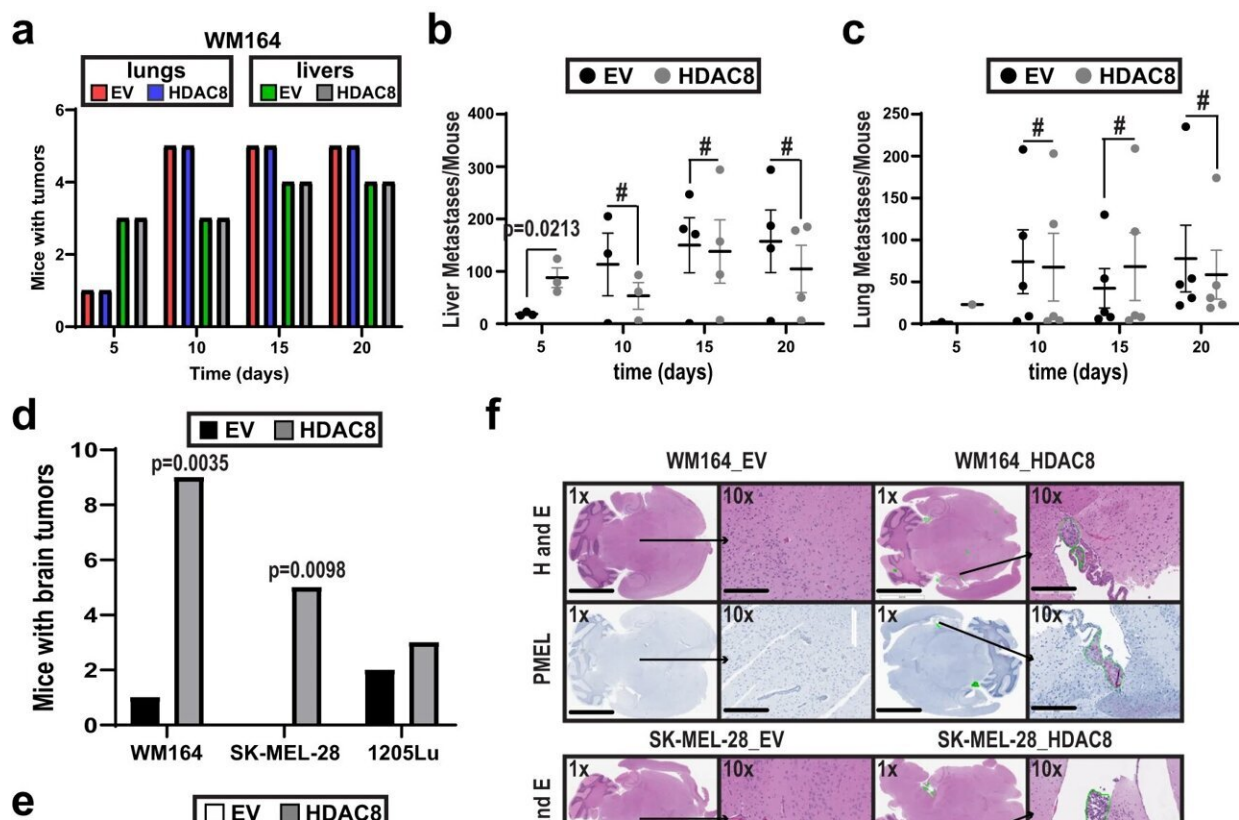 a
WM164
lungs
livers
EV HDAC8
EV HDAC8
Mice with tumors
6
4
2
0
5 10 15 20
Time (days)
b
EV HDAC8
Liver Metastases/Mouse
400
300
200
100
0
p=0.0213
#
#
#
5 10 15 20
time (days)
c
EV HDAC8
Lung Metastases/Mouse
250
200
150
100
50
0
#
#
#
5 10 15 20
time (days)
d
EV HDAC8
Mice with brain tumors
10
8
6
4
2
0
p=0.0035
p=0.0098
WM164 SK-MEL-28 1205Lu
e
EV HDAC8
f
WM164_EV WM164_HDAC8
H and E
1x 10x 1x 10x
PMEL
1x 10x 1x 10x
SK-MEL-28_EV SK-MEL-28_HDAC8
nd E
1x 10x 1x 10x